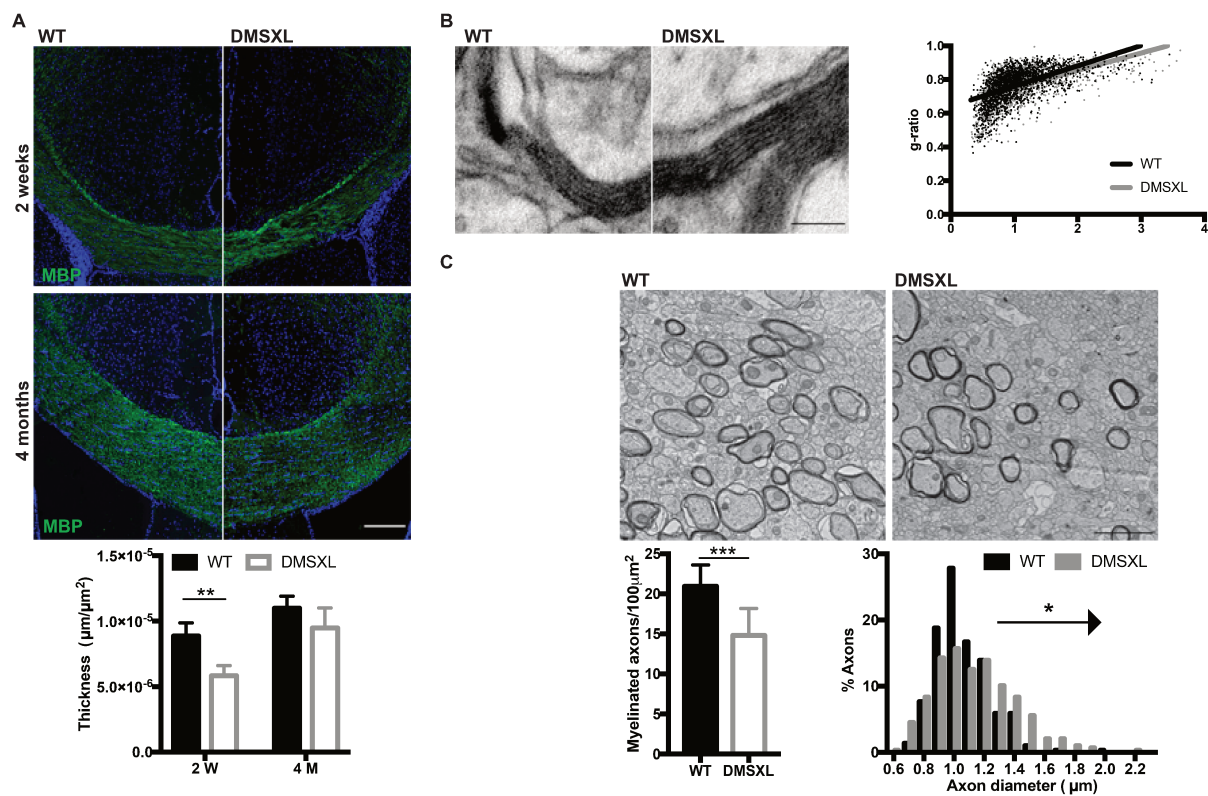 A
WT
DMSXL
2 weeks
MBP
4 months
MBP
1.5×10⁻⁵
1.0×10⁻⁵
5.0×10⁻⁶
0.0
Thickness (µm/µm²)
WT
DMSXL
**
2 W
4 M
B
WT
DMSXL
1.0
0.8
0.6
0.4
0.2
0.0
g-ratio
WT
DMSXL
0
1
2
3
4
C
WT
DMSXL
25
20
15
10
5
0
Myelinated axons/100µm²
***
WT
DMSXL
30
20
10
0
% Axons
WT
DMSXL
*
0.6 0.8 1.0 1.2 1.4 1.6 1.8 2.0 2.2
Axon diameter ( µm)